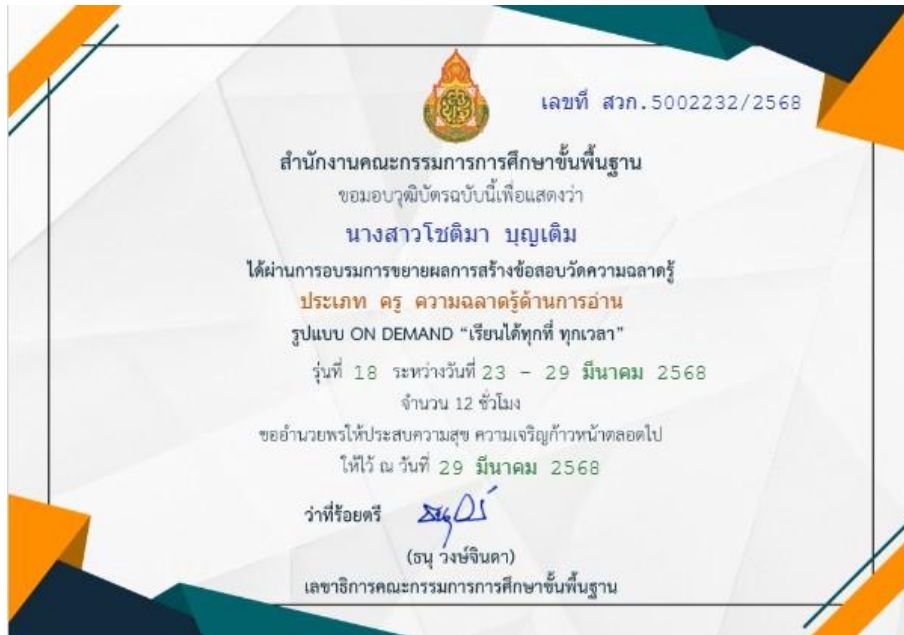 เลขที่ สวก.5002232/2568
สำนักงานคณะกรรมการการศึกษาขั้นพื้นฐาน
ขอมอบวุฒิบัตรฉบับนี้เพื่อแสดงว่า
นางสาวโชติมา บุญเติม
ได้ผ่านการอบรมการขยายผลการสร้างข้อสอบวัดความฉลาดรู้
ประเภท ครู ความฉลาดรู้ด้านการอ่าน
รูปแบบ ON DEMAND “เรียนได้ทุกที่ ทุกเวลา”
รุ่นที่ 18 ระหว่างวันที่ 23 - 29 มีนาคม 2568
จำนวน 12 ชั่วโมง
ขออำนวยพรให้ประสบความสุข ความเจริญก้าวหน้าตลอดไป
ให้ไว้ ณ วันที่ 29 มีนาคม 2568
ว่าที่ร้อยตรี
(ธนุ วงษ์จินดา)
เลขาธิการคณะกรรมการการศึกษาขั้นพื้นฐาน